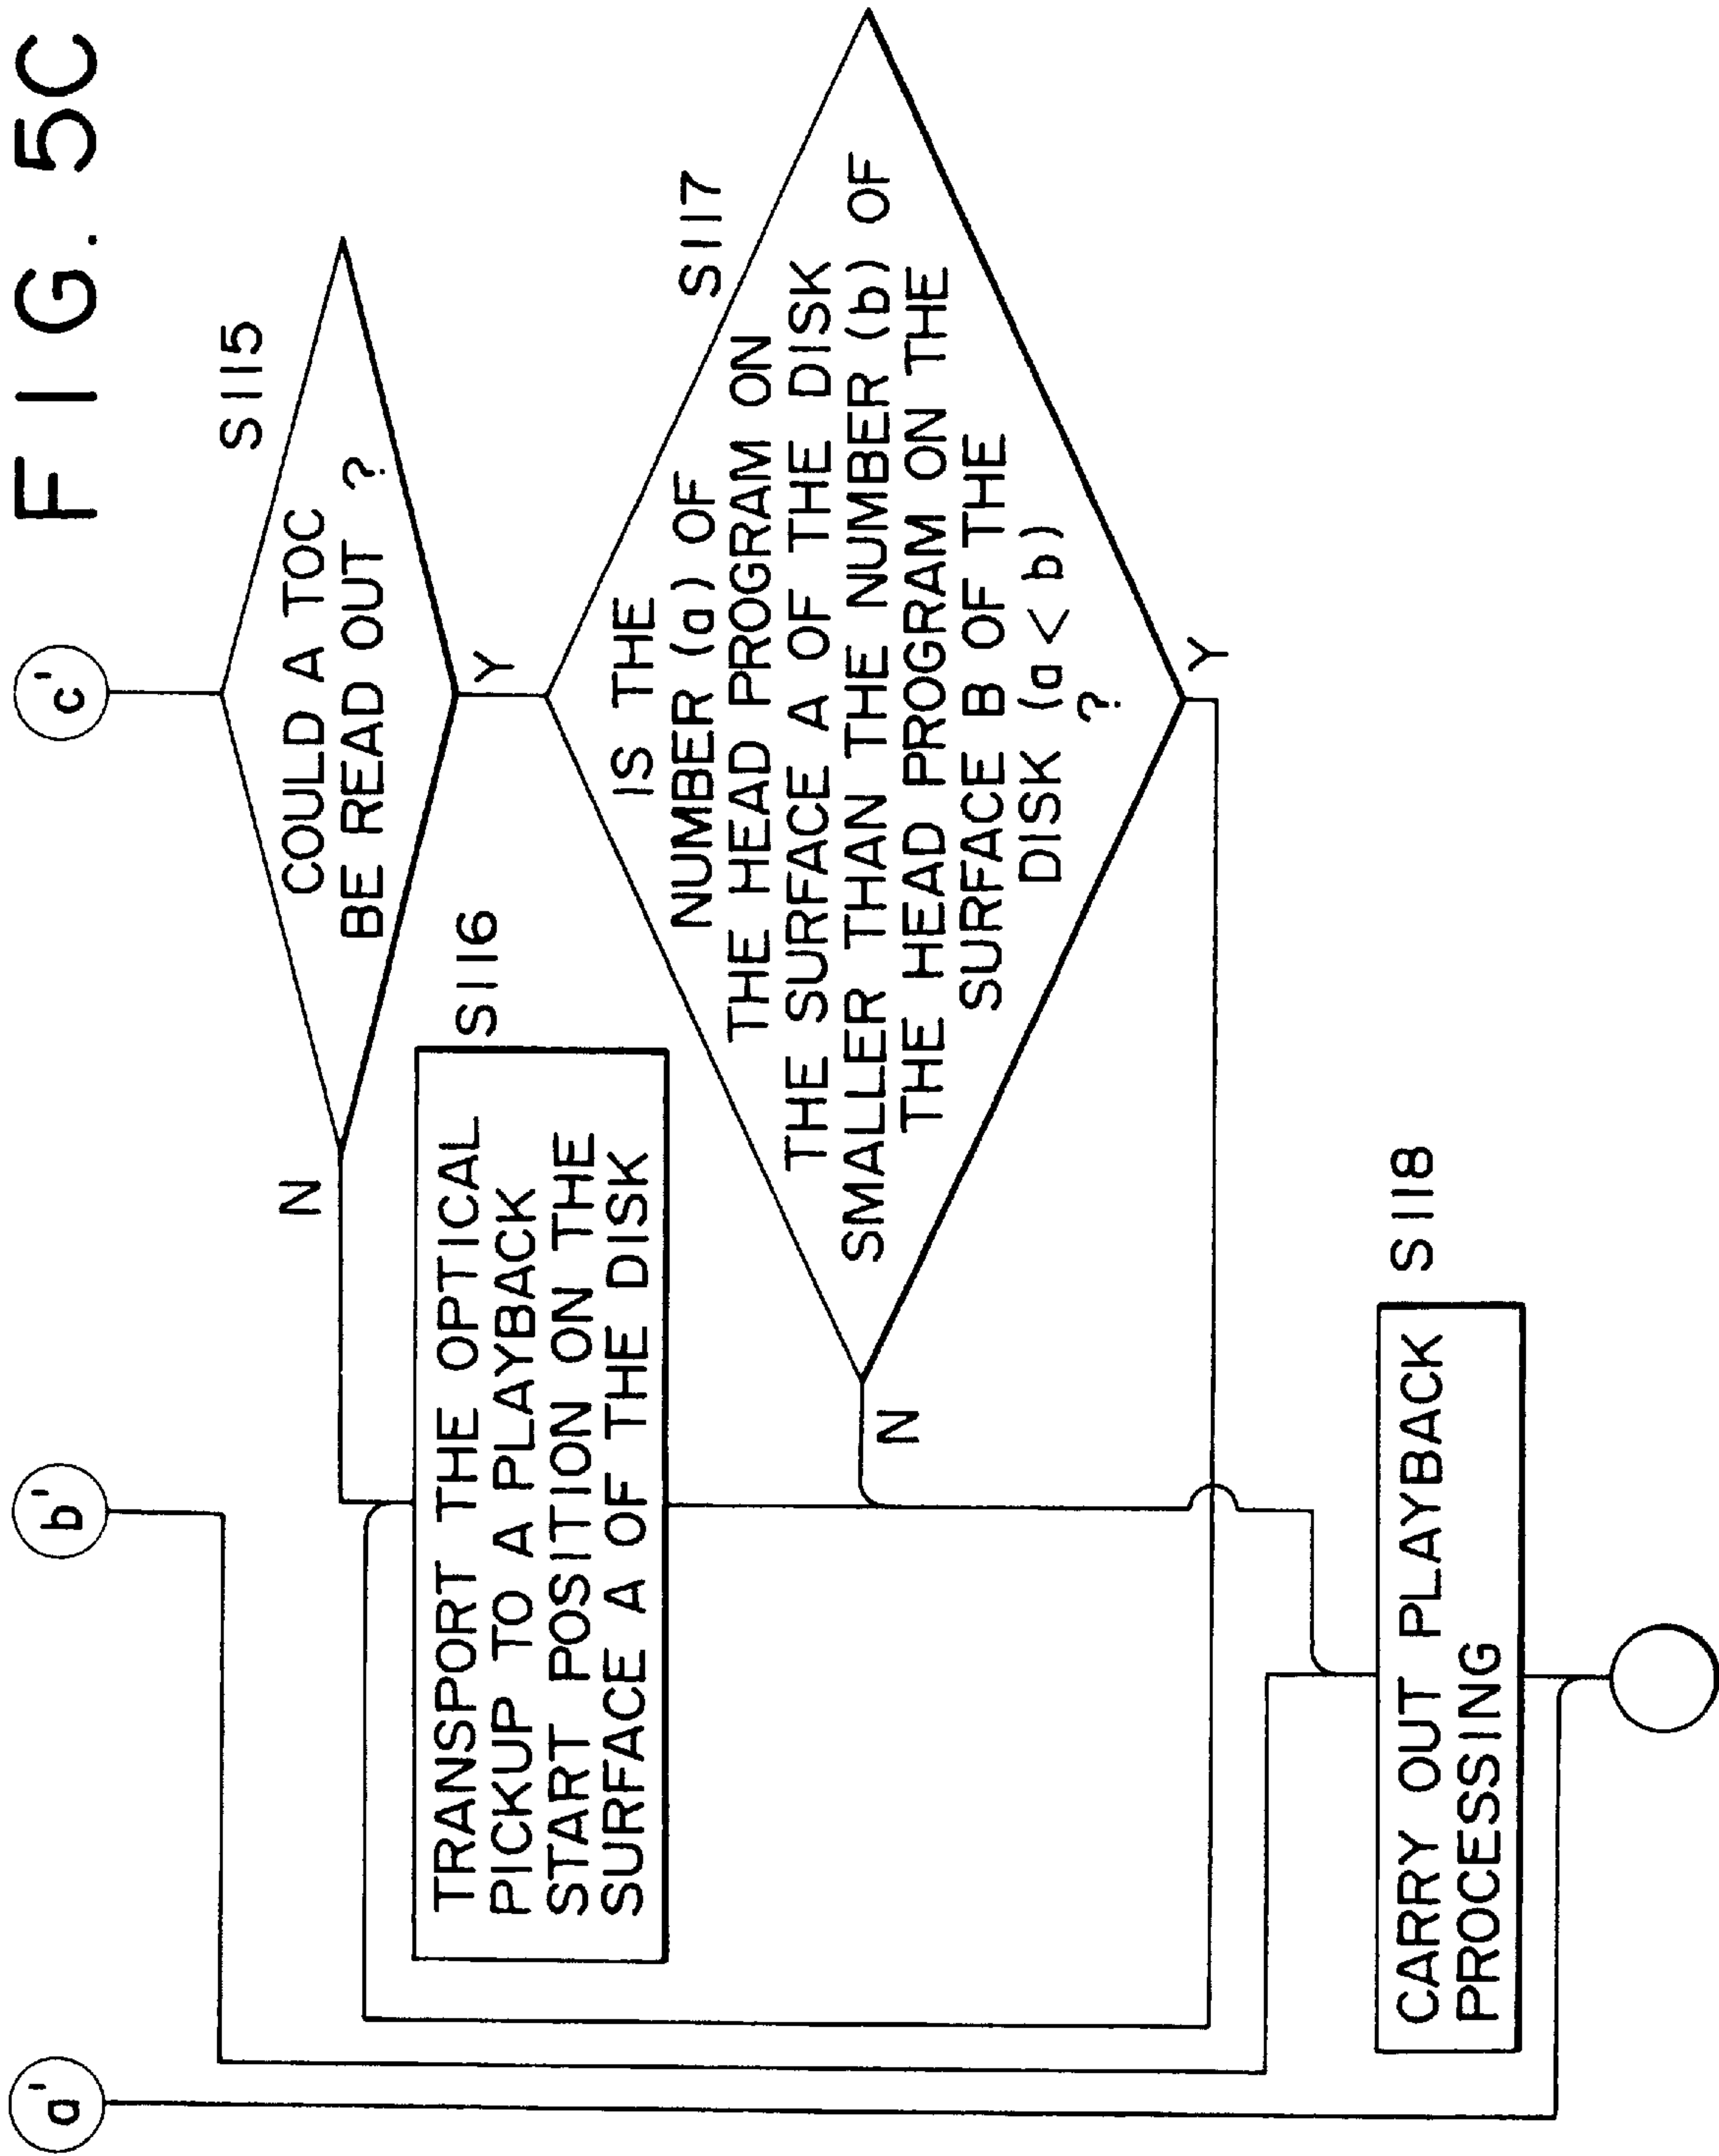 FIG. 5C
a'
b'
c'
S115
COULD A TOC
BE READ OUT ?
N
Y
S116
TRANSPORT THE OPTICAL
PICKUP TO A PLAYBACK
START POSITION ON THE
SURFACE A OF THE DISK
S117
IS THE
NUMBER (a) OF
THE HEAD PROGRAM ON
THE SURFACE A OF THE DISK
SMALLER THAN THE NUMBER (b) OF
THE HEAD PROGRAM ON THE
SURFACE B OF THE
DISK (a < b)
?
N
Y
S118
CARRY OUT PLAYBACK
PROCESSING